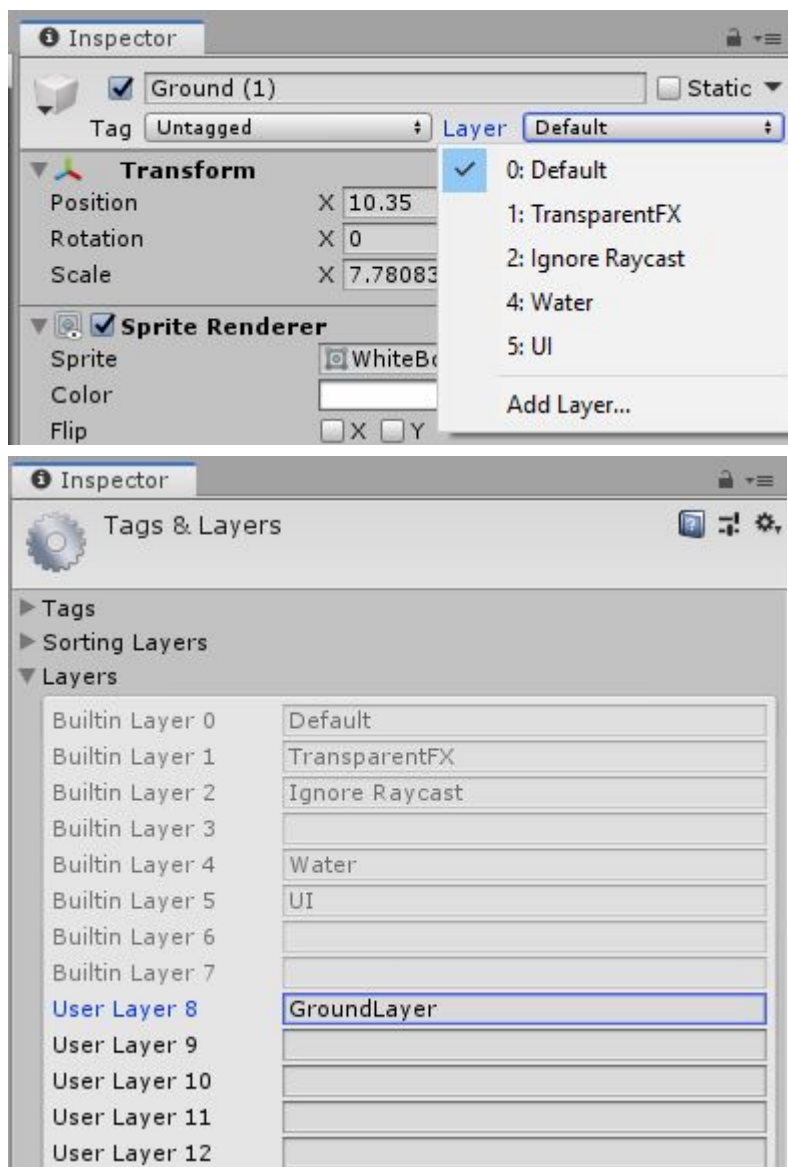 Inspector
Ground (1) Static
Tag Untagged Layer Default
Transform 0: Default
Position X 10.35 1: TransparentFX
Rotation X 0 2: Ignore Raycast
Scale X 7.78083 4: Water
Sprite Renderer 5: UI
Sprite WhiteBo
Color Add Layer...
Flip X Y
Inspector
Tags & Layers
Tags
Sorting Layers
Layers
Builtin Layer 0 Default
Builtin Layer 1 TransparentFX
Builtin Layer 2 Ignore Raycast
Builtin Layer 3
Builtin Layer 4 Water
Builtin Layer 5 UI
Builtin Layer 6
Builtin Layer 7
User Layer 8 GroundLayer
User Layer 9
User Layer 10
User Layer 11
User Layer 12